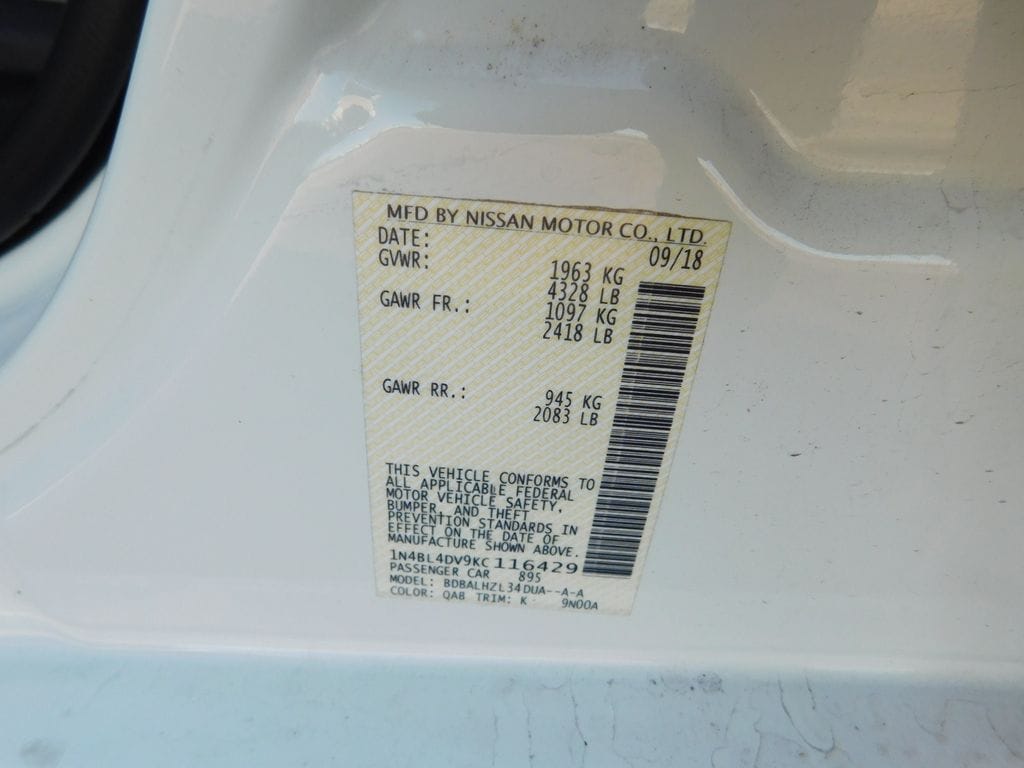 MFD BY NISSAN MOTOR CO., LTD.
DATE: 09/18
GVWR: 1963 KG
4328 LB
GAWR FR.: 1097 KG
2418 LB
GAWR RR.: 945 KG
2083 LB
THIS VEHICLE CONFORMS TO
ALL APPLICABLE FEDERAL
MOTOR VEHICLE SAFETY,
BUMPER, AND THEFT
PREVENTION STANDARDS IN
EFFECT ON THE DATE OF
MANUFACTURE SHOWN ABOVE.
1N4BL4DV9KC116429
PASSENGER CAR 895
MODEL: BDBALHZL34DUA--A-A
COLOR: QAB TRIM: K 9N00A